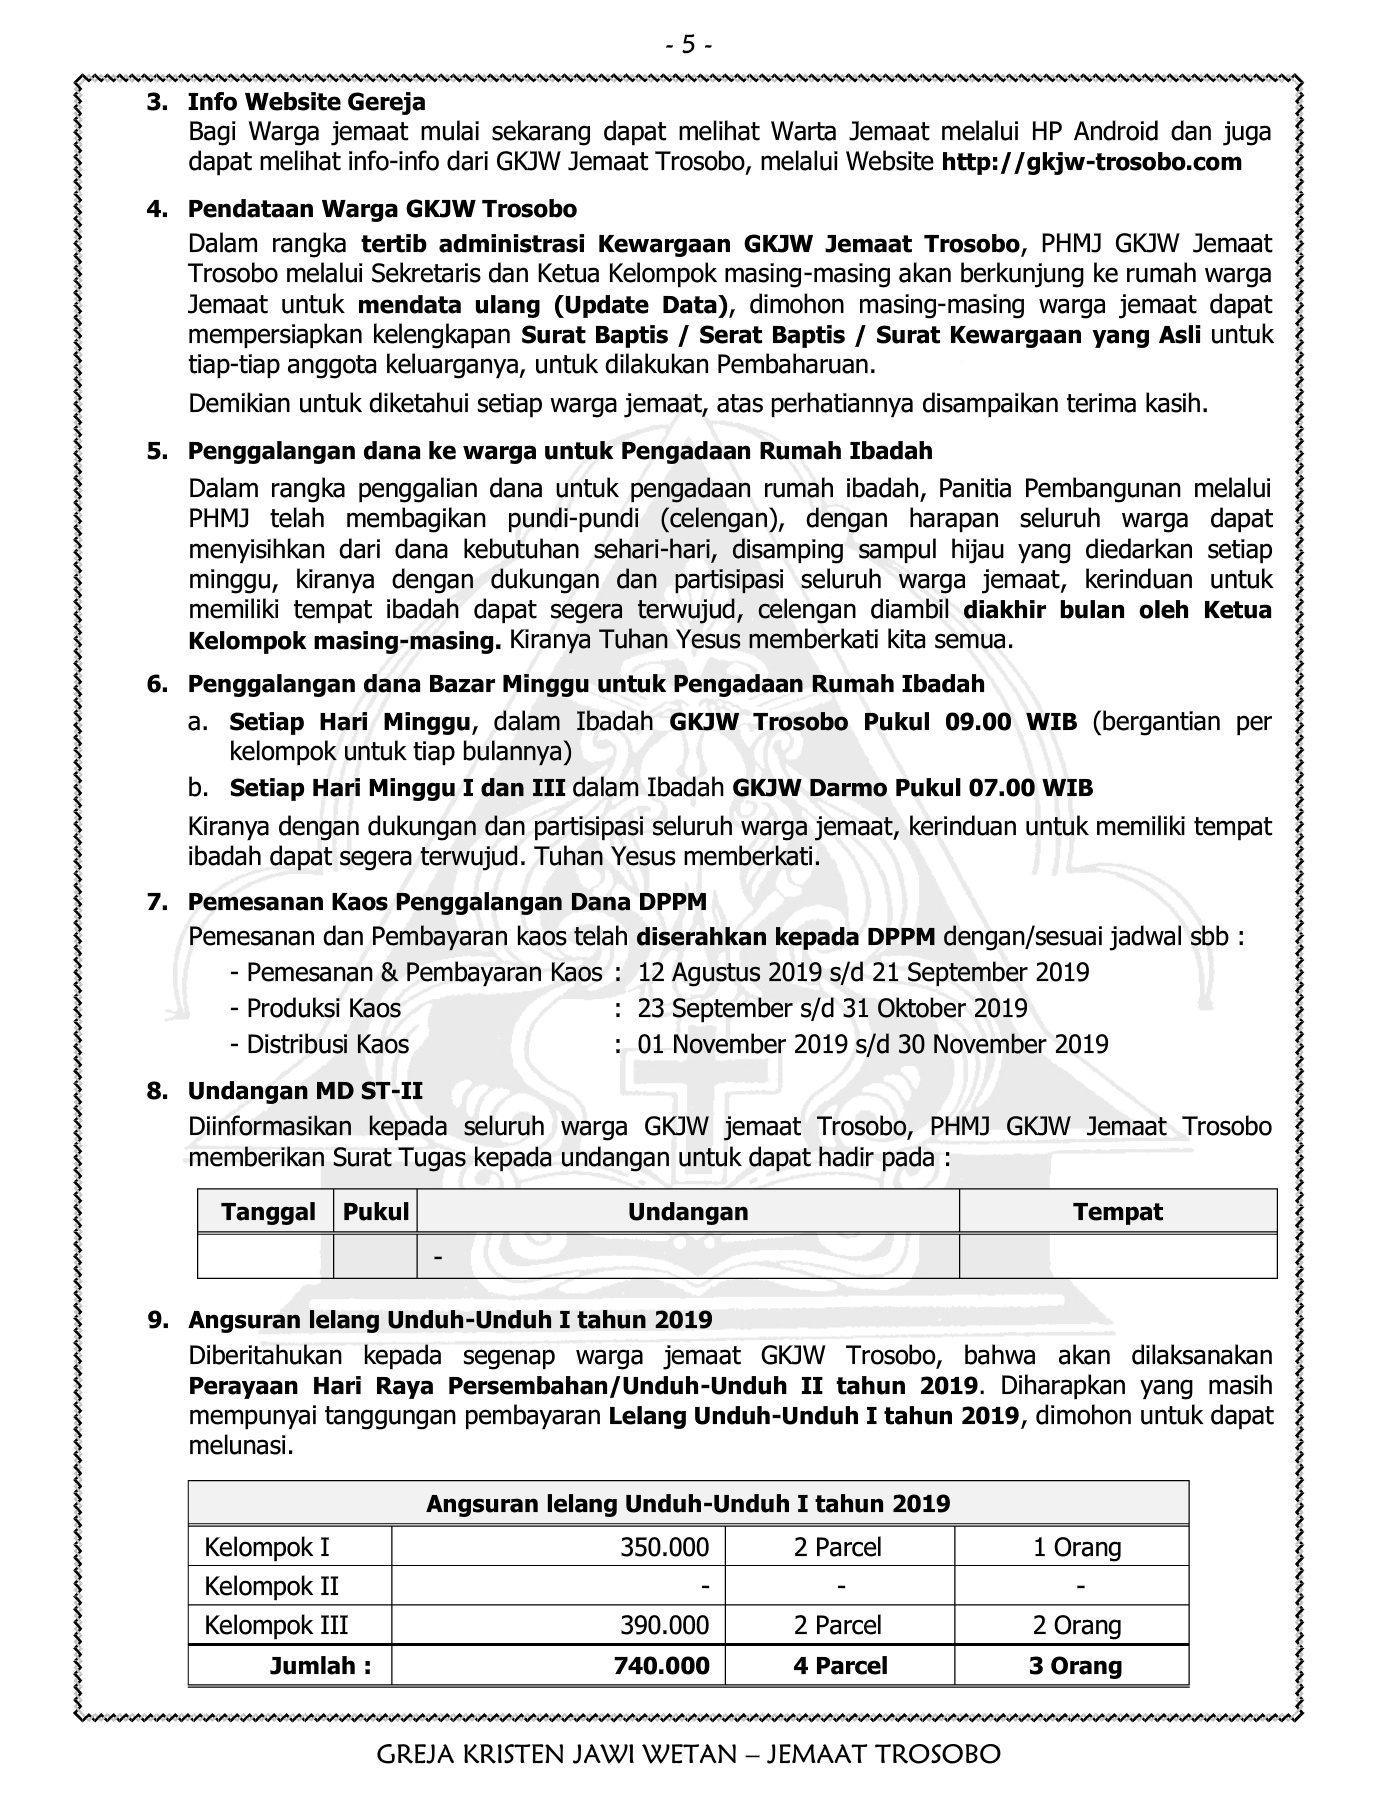 - 5 -
3. Info Website Gereja
Bagi Warga jemaat mulai sekarang dapat melihat Warta Jemaat melalui HP Android dan juga
dapat melihat info-info dari GKJW Jemaat Trosobo, melalui Website http://gkjw-trosobo.com
4. Pendataan Warga GKJW Trosobo
Dalam rangka tertib administrasi Kewargaan GKJW Jemaat Trosobo, PHMJ GKJW Jemaat
Trosobo melalui Sekretaris dan Ketua Kelompok masing-masing akan berkunjung ke rumah warga
Jemaat untuk mendata ulang (Update Data), dimohon masing-masing warga jemaat dapat
mempersiapkan kelengkapan Surat Baptis / Serat Baptis / Surat Kewargaan yang Asli untuk
tiap-tiap anggota keluarganya, untuk dilakukan Pembaharuan.
Demikian untuk diketahui setiap warga jemaat, atas perhatiannya disampaikan terima kasih.
5. Penggalangan dana ke warga untuk Pengadaan Rumah Ibadah
Dalam rangka penggalian dana untuk pengadaan rumah ibadah, Panitia Pembangunan melalui
PHMJ telah membagikan pundi-pundi (celengan), dengan harapan seluruh warga dapat
menyisihkan dari dana kebutuhan sehari-hari, disamping sampul hijau yang diedarkan setiap
minggu, kiranya dengan dukungan dan partisipasi seluruh warga jemaat, kerinduan untuk
memiliki tempat ibadah dapat segera terwujud, celengan diambil diakhir bulan oleh Ketua
Kelompok masing-masing. Kiranya Tuhan Yesus memberkati kita semua.
6. Penggalangan dana Bazar Minggu untuk Pengadaan Rumah Ibadah
a. Setiap Hari Minggu, dalam Ibadah GKJW Trosobo Pukul 09.00 WIB (bergantian per
kelompok untuk tiap bulannya)
b. Setiap Hari Minggu I dan III dalam Ibadah GKJW Darmo Pukul 07.00 WIB
Kiranya dengan dukungan dan partisipasi seluruh warga jemaat, kerinduan untuk memiliki tempat
ibadah dapat segera terwujud. Tuhan Yesus memberkati.
7. Pemesanan Kaos Penggalangan Dana DPPM
Pemesanan dan Pembayaran kaos telah diserahkan kepada DPPM dengan/sesuai jadwal sbb :
- Pemesanan & Pembayaran Kaos : 12 Agustus 2019 s/d 21 September 2019
- Produksi Kaos : 23 September s/d 31 Oktober 2019
- Distribusi Kaos : 01 November 2019 s/d 30 November 2019
8. Undangan MD ST-II
Diinformasikan kepada seluruh warga GKJW jemaat Trosobo, PHMJ GKJW Jemaat Trosobo
memberikan Surat Tugas kepada undangan untuk dapat hadir pada :
Tanggal Pukul Undangan Tempat
-
9. Angsuran lelang Unduh-Unduh I tahun 2019
Diberitahukan kepada segenap warga jemaat GKJW Trosobo, bahwa akan dilaksanakan
Perayaan Hari Raya Persembahan/Unduh-Unduh II tahun 2019. Diharapkan yang masih
mempunyai tanggungan pembayaran Lelang Unduh-Unduh I tahun 2019, dimohon untuk dapat
melunasi.
Angsuran lelang Unduh-Unduh I tahun 2019
Kelompok I 350.000 2 Parcel 1 Orang
Kelompok II - - -
Kelompok III 390.000 2 Parcel 2 Orang
Jumlah : 740.000 4 Parcel 3 Orang
GREJA KRISTEN JAWI WETAN – JEMAAT TROSOBO